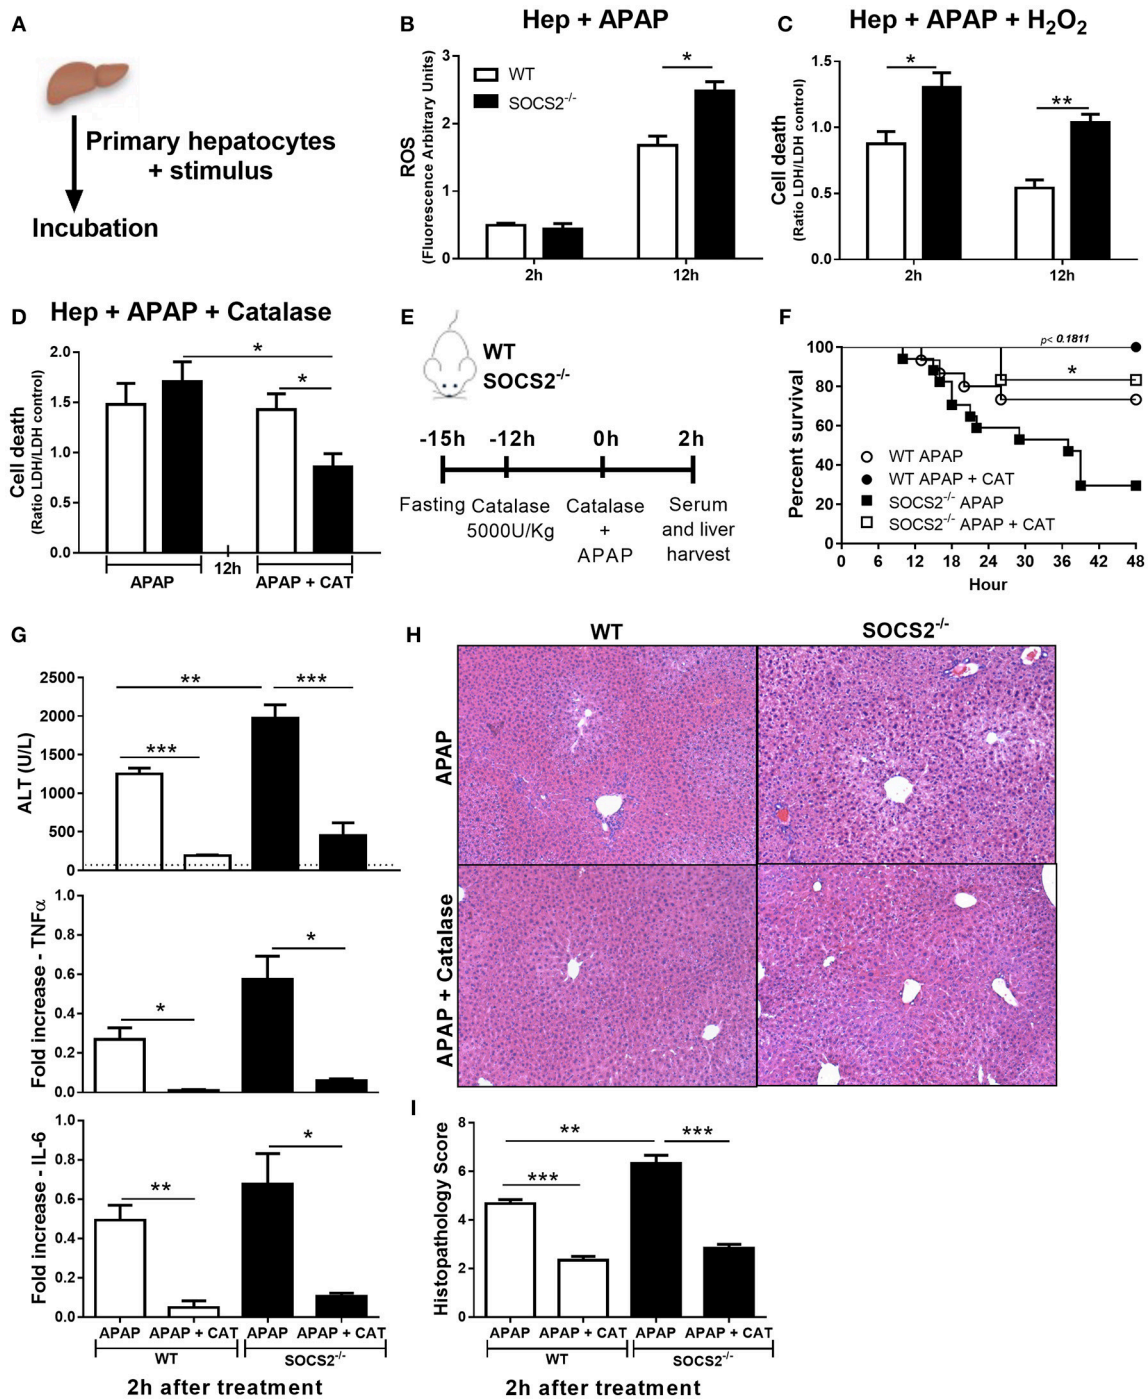 A
Primary hepatocytes
+ stimulus
Incubation
B
Hep + APAP
ROS
(Fluorescence Arbitrary Units)
3
2
1
0
WT
SOCS2-/-
*
2h
12h
C
Hep + APAP + H2O2
Cell death
(Ratio LDH/LDH control)
1.5
1.0
0.5
0.0
*
**
2h
12h
D
Hep + APAP + Catalase
Cell death
(Ratio LDH/LDH control)
2.0
1.5
1.0
0.5
0.0
*
*
APAP
12h
APAP + CAT
E
WT
SOCS2-/-
-15h -12h 0h 2h
Fasting
Catalase
5000U/Kg
Catalase
+
APAP
Serum
and liver
harvest
F
Percent survival
100
80
60
40
20
0
p< 0.1811
*
WT APAP
WT APAP + CAT
SOCS2-/- APAP
SOCS2-/- APAP + CAT
0 6 12 18 24 30 36 42 48
Hour
G
ALT (U/L)
2500
2000
1500
1000
500
0
** ***
***
Fold increase - TNFα
1.0
0.8
0.6
0.4
0.2
0.0
*
*
Fold increase - IL-6
1.0
0.8
0.6
0.4
0.2
0.0
*
**
APAP APAP + CAT APAP APAP + CAT
WT SOCS2-/-
2h after treatment
H
WT SOCS2-/-
APAP
APAP + Catalase
I
Histopathology Score
8
6
4
2
0
** ***
***
APAP APAP + CAT APAP APAP + CAT
WT SOCS2-/-
2h after treatment